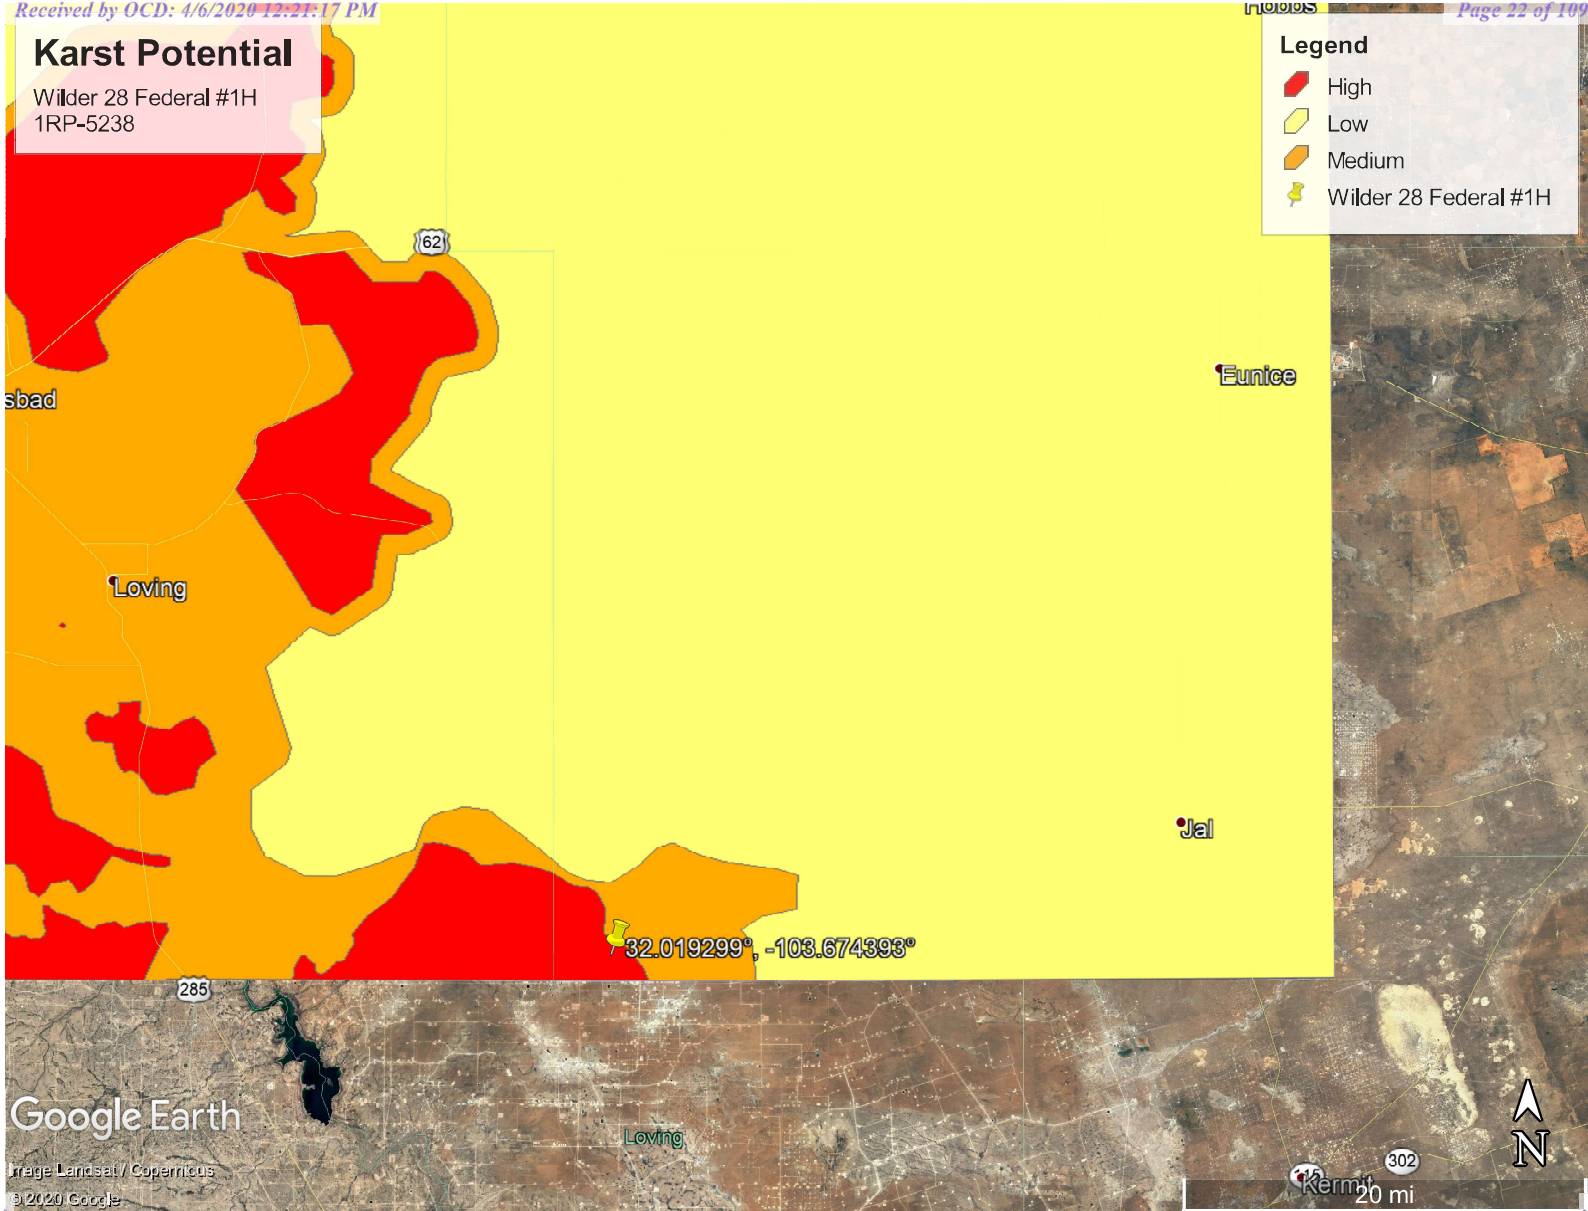 Received by OCD: 4/6/2020 12:21:17 PM
Page 22 of 109
Hobbs
Karst Potential
Wilder 28 Federal #1H
1RP-5238
Legend
High
Low
Medium
Wilder 28 Federal #1H
62
Eunice
sbad
Loving
Jal
32.019299°, -103.674393°
285
Google Earth
Loving
Image Landsat / Copernicus
© 2020 Google
302
115
Kermit
20 mi
N